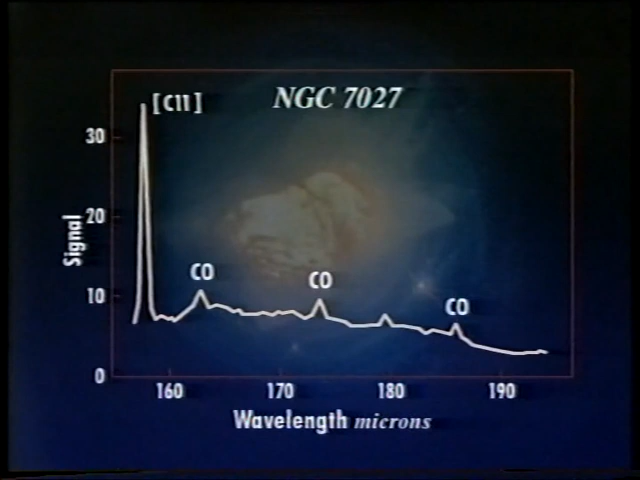 NGC 7027
[CII]
30
20
10
0
Signal
CO
CO
CO
160 170 180 190
Wavelength microns